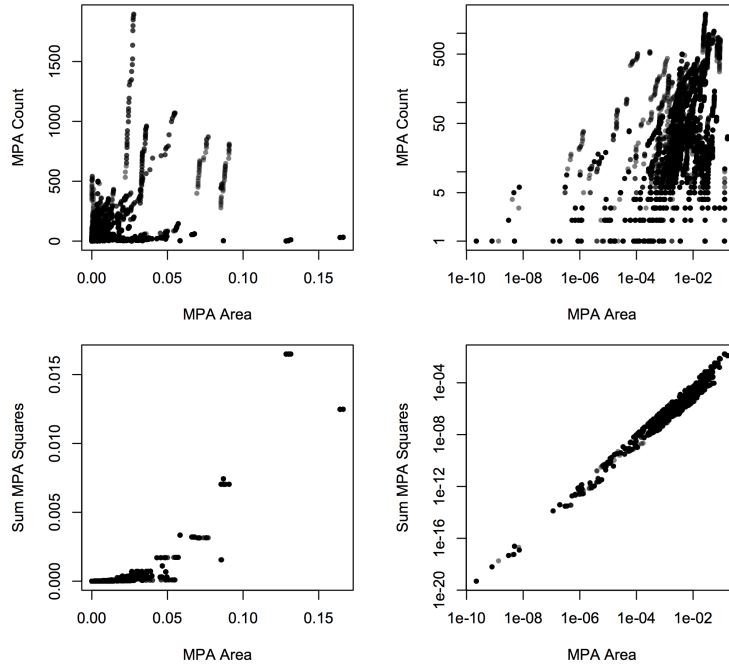 MPA Count
0
500
1000
1500
0.00 0.05 0.10 0.15
MPA Area
MPA Count
1
5
50
500
1e-10 1e-08 1e-06 1e-04 1e-02
MPA Area
Sum MPA Squares
0.000
0.005
0.010
0.015
0.00 0.05 0.10 0.15
MPA Area
Sum MPA Squares
1e-20
1e-16
1e-12
1e-08
1e-04
1e-10 1e-08 1e-06 1e-04 1e-02
MPA Area